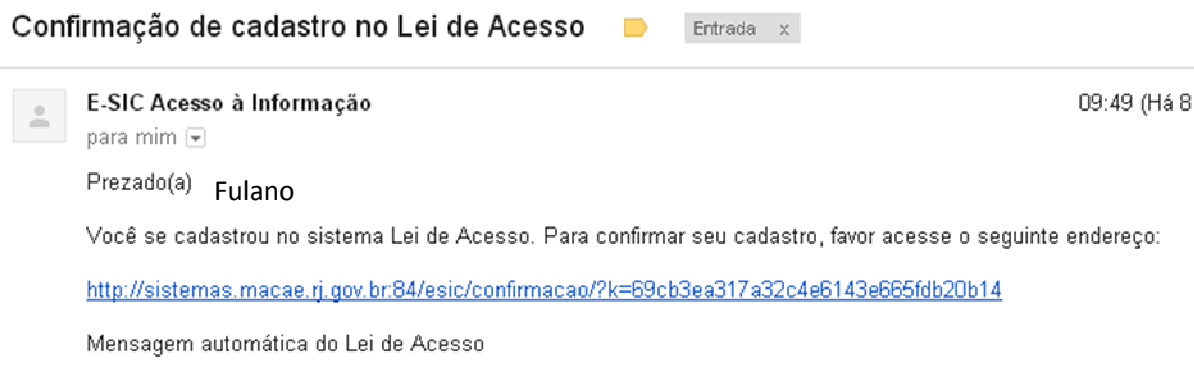 Confirmação de cadastro no Lei de Acesso Entrada x
E-SIC Acesso à Informação 09:49 (Há 8
para mim
Prezado(a) Fulano
Você se cadastrou no sistema Lei de Acesso. Para confirmar seu cadastro, favor acesse o seguinte endereço:
http://sistemas.macae.rj.gov.br:84/esic/confirmacao/?k=69cb3ea317a32c4e6143e665fdb20b14
Mensagem automática do Lei de Acesso